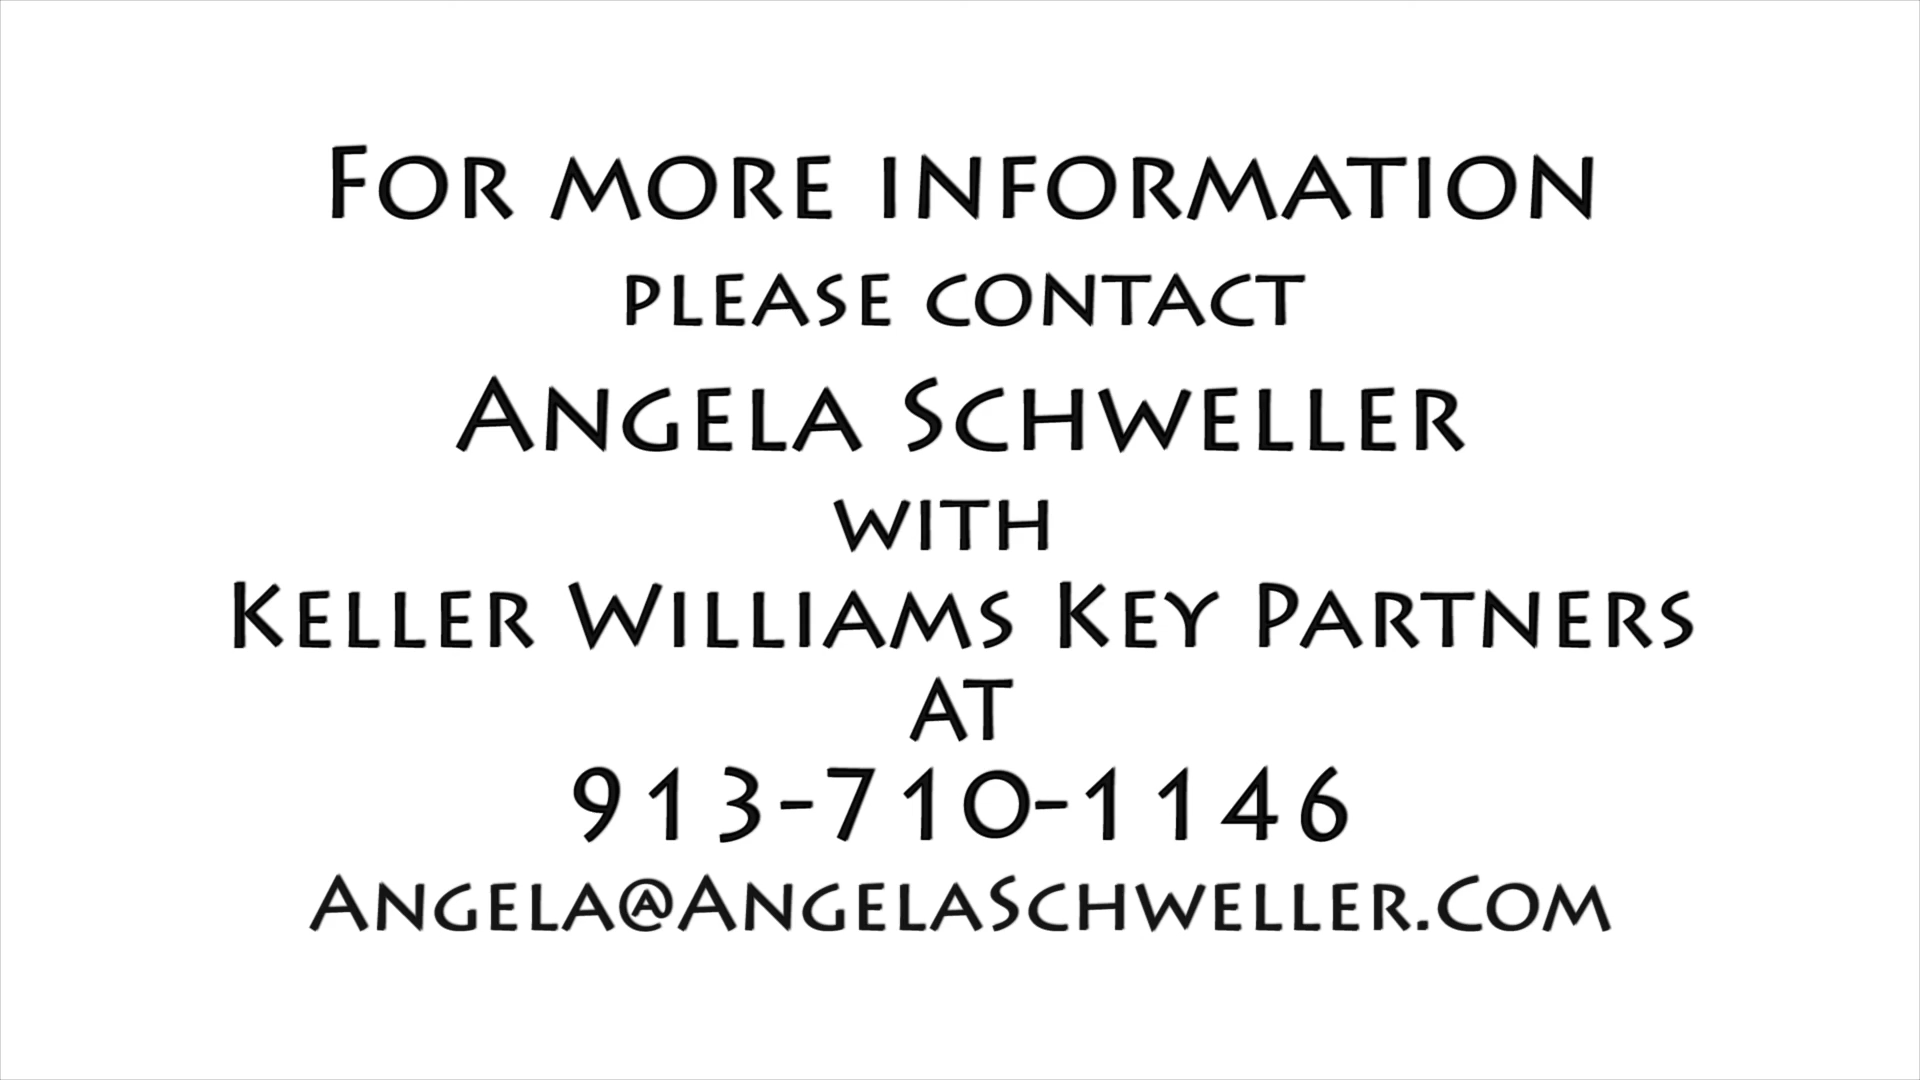 For more information
please contact
Angela Schweller
with
Keller Williams Key Partners
at
913-710-1146
Angela@AngelaSchweller.Com